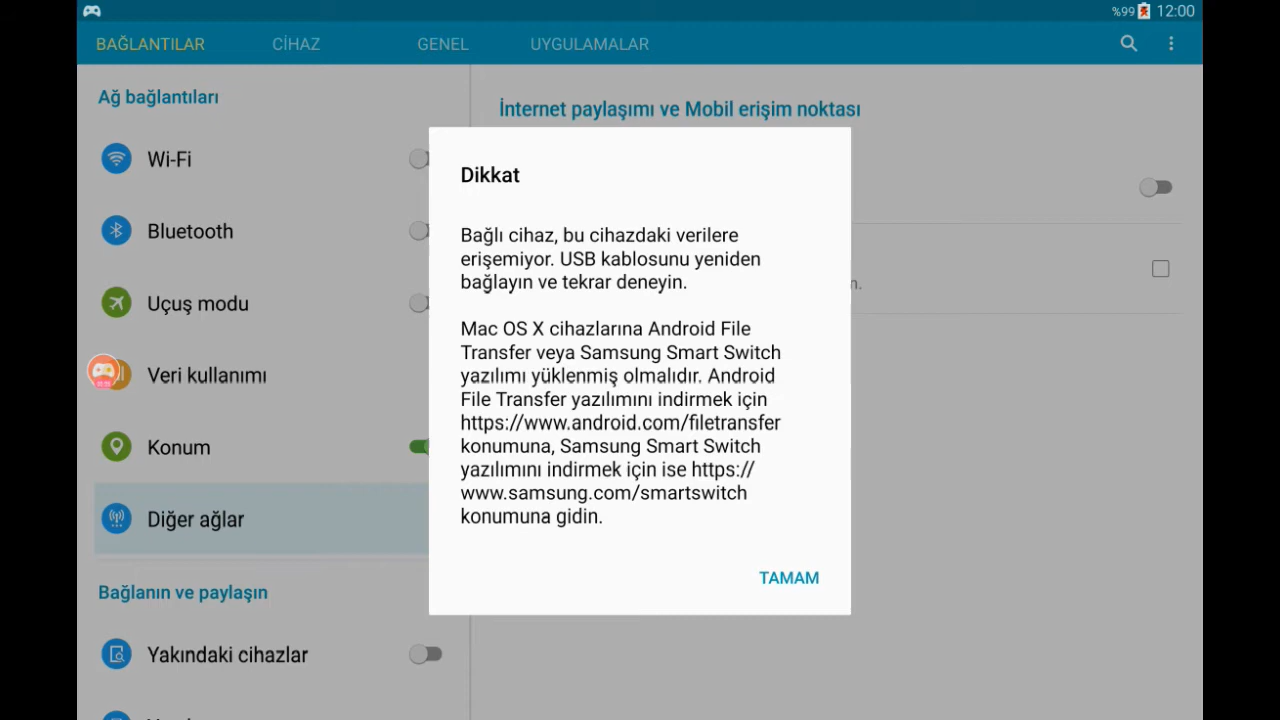 %99 12:00
BAĞLANTILAR CİHAZ GENEL UYGULAMALAR
Ağ bağlantıları
Wi-Fi
Bluetooth
Uçuş modu
Veri kullanımı
Konum
Diğer ağlar
Bağlanın ve paylaşın
Yakındaki cihazlar
İnternet paylaşımı ve Mobil erişim noktası
Dikkat
Bağlı cihaz, bu cihazdaki verilere
erişemiyor. USB kablosunu yeniden
bağlayın ve tekrar deneyin.
Mac OS X cihazlarına Android File
Transfer veya Samsung Smart Switch
yazılımı yüklenmiş olmalıdır. Android
File Transfer yazılımını indirmek için
https://www.android.com/filetransfer
konumuna, Samsung Smart Switch
yazılımını indirmek için ise https://
www.samsung.com/smartswitch
konumuna gidin.
TAMAM